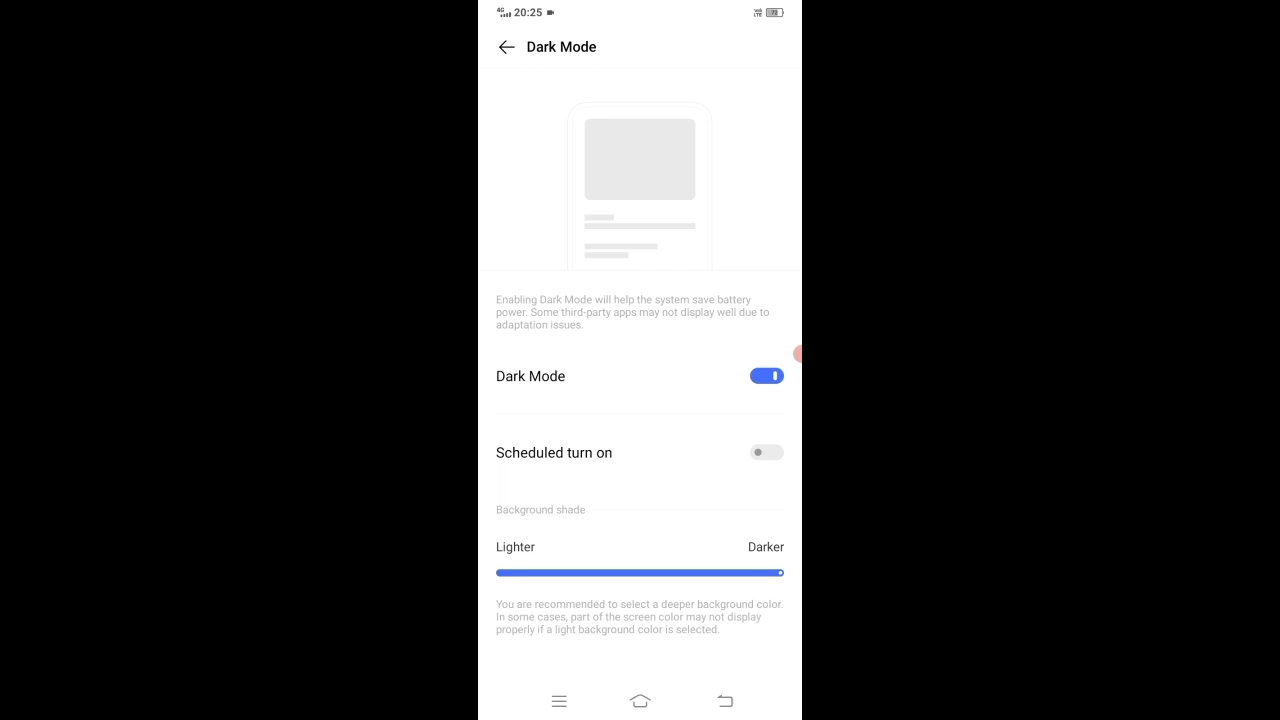 4G 20:25
Dark Mode
Enabling Dark Mode will help the system save battery
power. Some third-party apps may not display well due to
adaptation issues.
Dark Mode
Scheduled turn on
Background shade
Lighter Darker
You are recommended to select a deeper background color.
In some cases, part of the screen color may not display
properly if a light background color is selected.